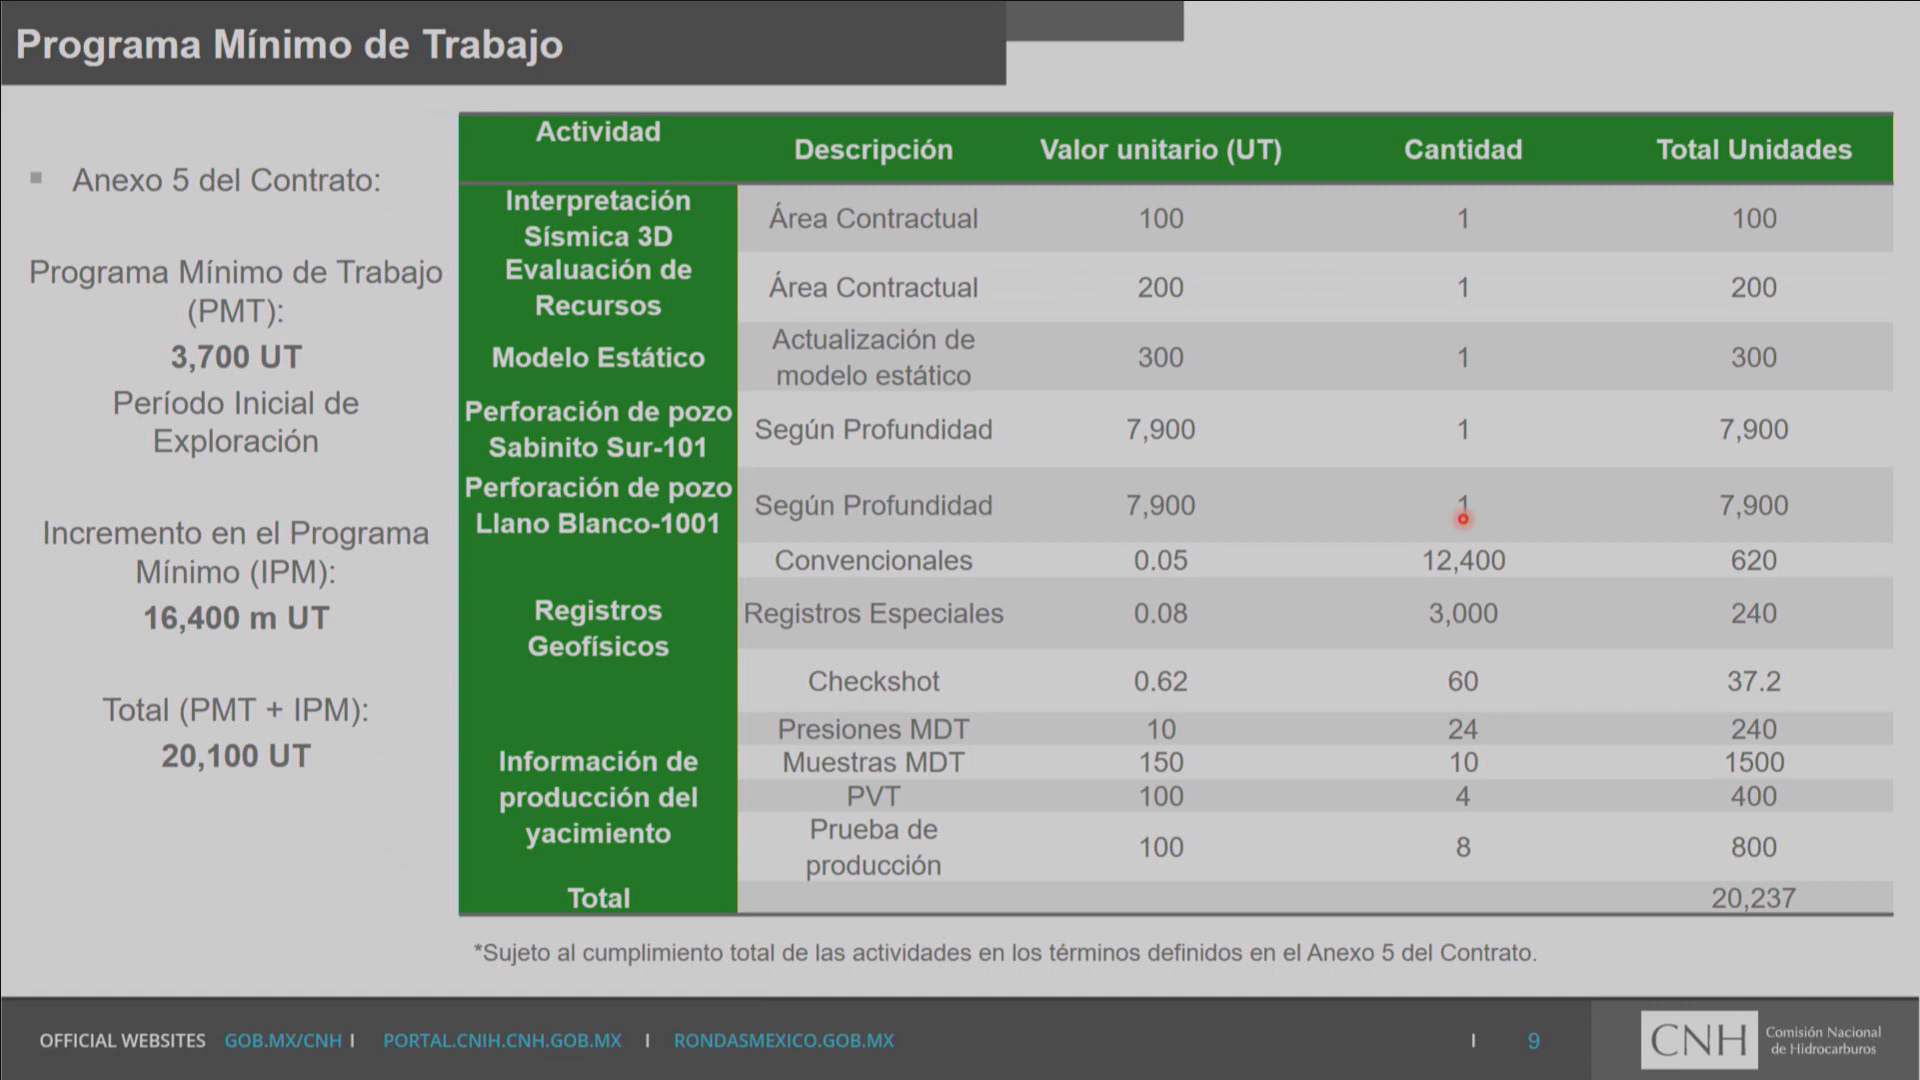 Programa Mínimo de Trabajo
▪ Anexo 5 del Contrato:
Programa Mínimo de Trabajo
(PMT):
3,700 UT
Período Inicial de
Exploración
Incremento en el Programa
Mínimo (IPM):
16,400 m UT
Total (PMT + IPM):
20,100 UT
Actividad Descripción Valor unitario (UT) Cantidad Total Unidades
Interpretación
Sísmica 3D
Área Contractual 100 1 100
Evaluación de
Recursos
Área Contractual 200 1 200
Modelo Estático
Actualización de
modelo estático
300 1 300
Perforación de pozo
Sabinito Sur-101
Según Profundidad 7,900 1 7,900
Perforación de pozo
Llano Blanco-1001
Según Profundidad 7,900 1 7,900
Registros
Geofísicos
Convencionales 0.05 12,400 620
Registros Especiales 0.08 3,000 240
Checkshot 0.62 60 37.2
Información de
producción del
yacimiento
Presiones MDT 10 24 240
Muestras MDT 150 10 1500
PVT 100 4 400
Prueba de
producción
100 8 800
Total 20,237
*Sujeto al cumplimiento total de las actividades en los términos definidos en el Anexo 5 del Contrato.
OFFICIAL WEBSITES GOB.MX/CNH I PORTAL.CNIH.CNH.GOB.MX I RONDASMEXICO.GOB.MX I 9
CNH
Comisión Nacional
de Hidrocarburos